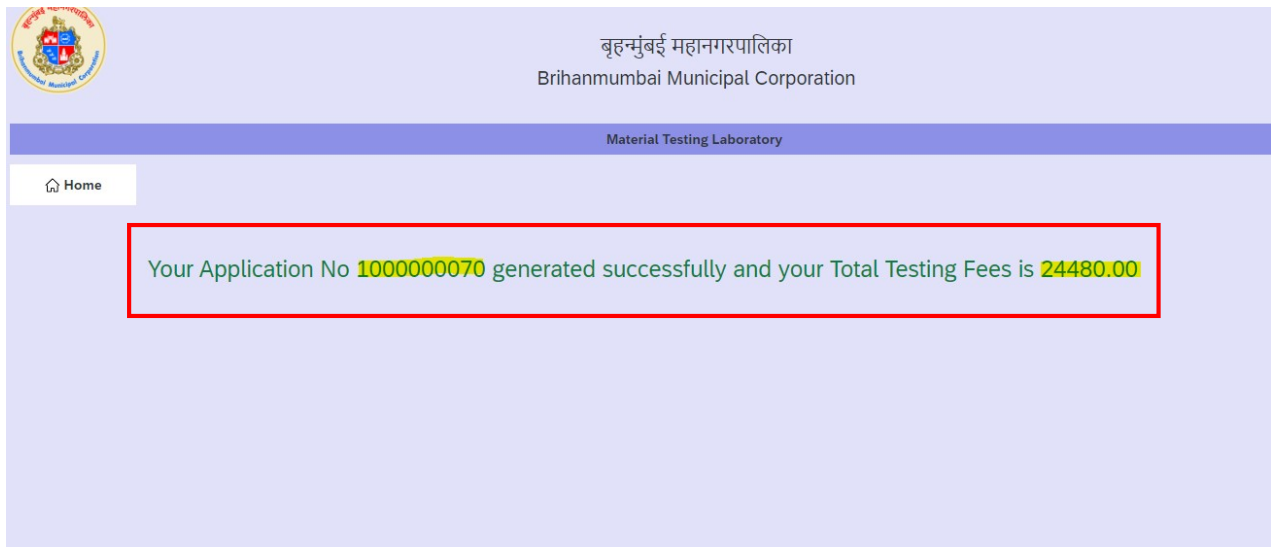 बृहन्मुंबई महानगरपालिका
Brihanmumbai Municipal Corporation
Material Testing Laboratory
Home
Your Application No 1000000070 generated successfully and your Total Testing Fees is 24480.00